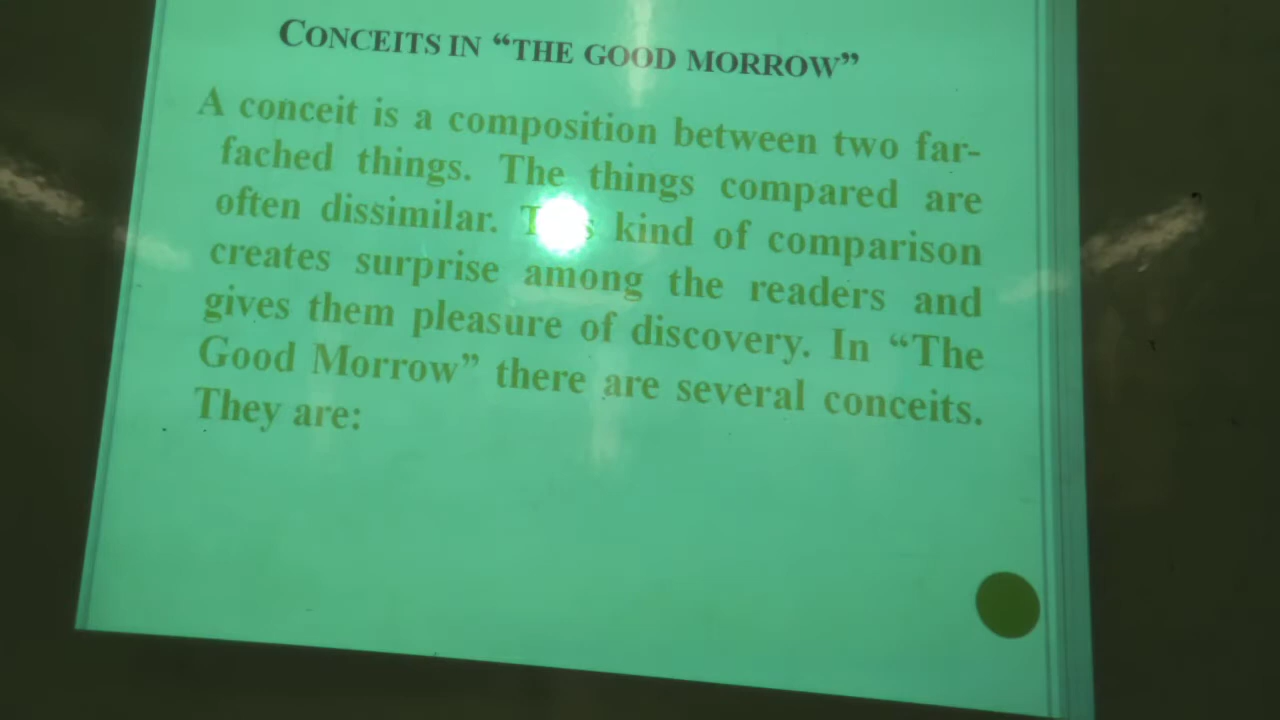 CONCEITS IN “THE GOOD MORROW”
A conceit is a composition between two far-
fached things. The things compared are
often dissimilar. kind of comparison
creates surprise among the readers and
gives them pleasure of discovery. In “The
Good Morrow” there are several conceits.
They are: